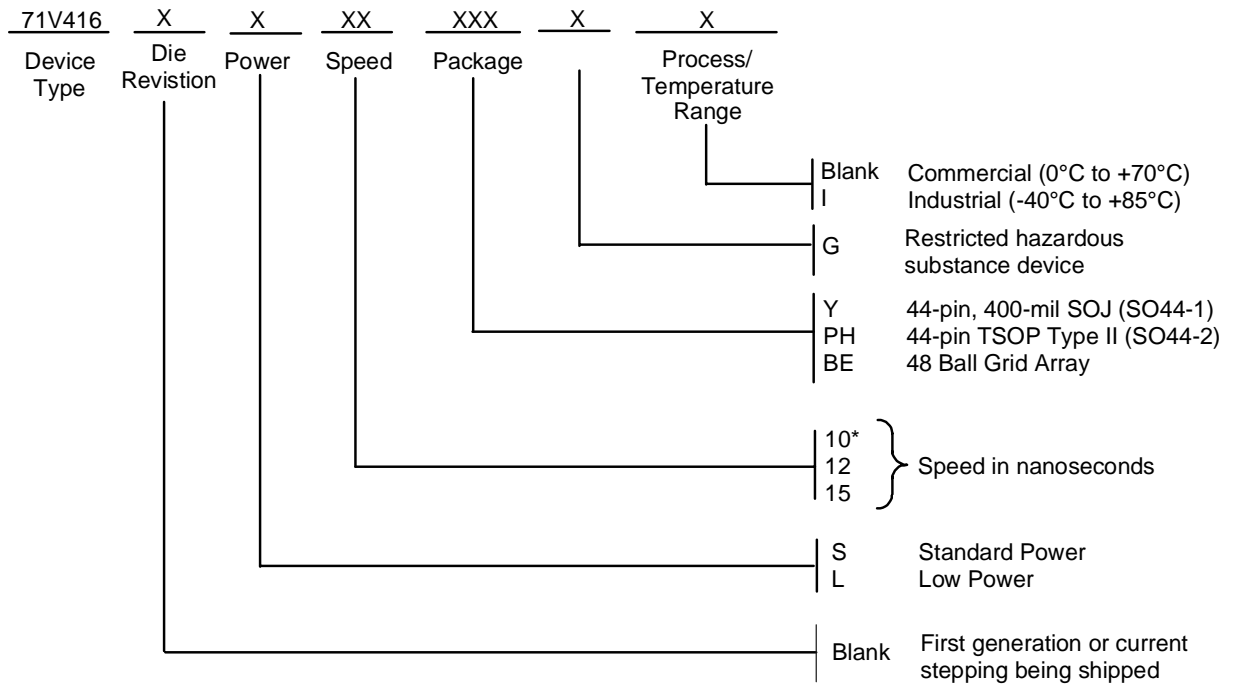 71V416 X X XX XXX X X
Device Type
Die Revistion
Power
Speed
Package
Process/
Temperature
Range
Blank Commercial (0°C to +70°C)
I Industrial (-40°C to +85°C)
G Restricted hazardous
substance device
Y 44-pin, 400-mil SOJ (SO44-1)
PH 44-pin TSOP Type II (SO44-2)
BE 48 Ball Grid Array
10*
12 Speed in nanoseconds
15
S Standard Power
L Low Power
Blank First generation or current
stepping being shipped